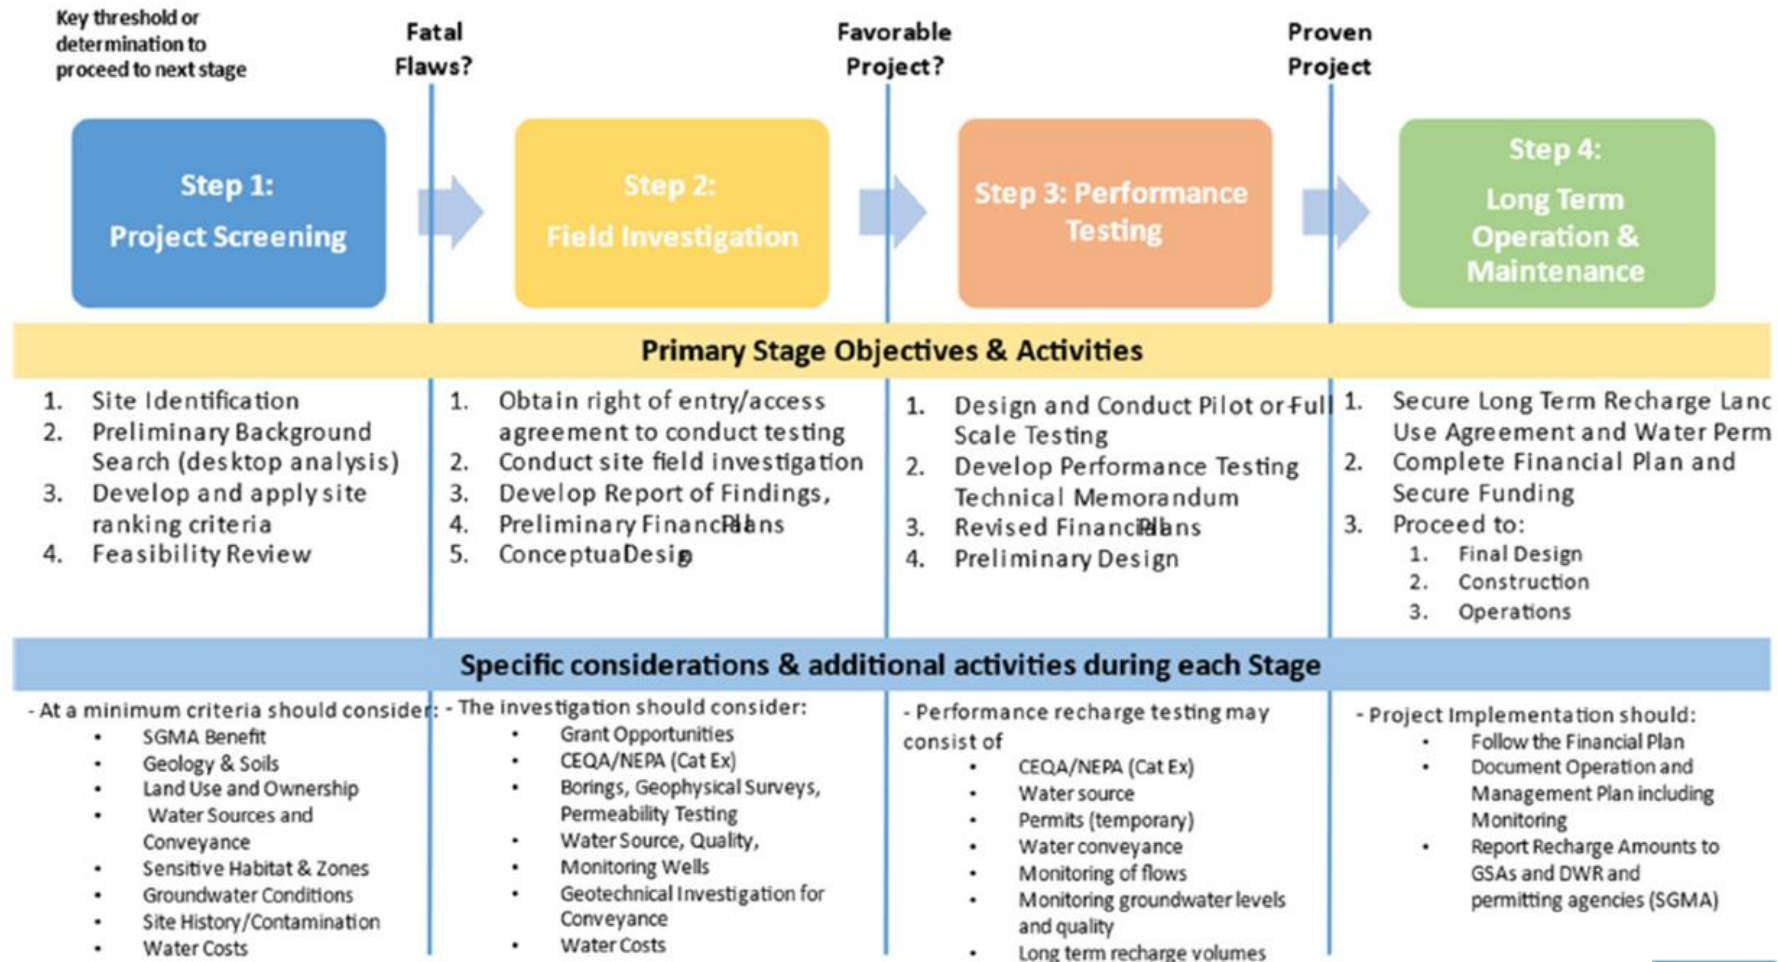 Key threshold or
determination to
proceed to next stage
Fatal
Flaws?
Favorable
Project?
Proven
Project
Step 1:
Project Screening
Step 2:
Field Investigation
Step 3: Performance
Testing
Step 4:
Long Term
Operation &
Maintenance
Primary Stage Objectives & Activities
1. Site Identification
2. Preliminary Background
Search (desktop analysis)
3. Develop and apply site
ranking criteria
4. Feasibility Review
1. Obtain right of entry/access
agreement to conduct testing
2. Conduct site field investigation
3. Develop Report of Findings,
4. Preliminary Financial Plans
5. Conceptual Design
1. Design and Conduct Pilot or Full
Scale Testing
2. Develop Performance Testing
Technical Memorandum
3. Revised Financial Plans
4. Preliminary Design
1. Secure Long Term Recharge Lanc
Use Agreement and Water Perm
2. Complete Financial Plan and
Secure Funding
3. Proceed to:
1. Final Design
2. Construction
3. Operations
Specific considerations & additional activities during each Stage
- At a minimum criteria should consider:
• SGMA Benefit
• Geology & Soils
• Land Use and Ownership
• Water Sources and
Conveyance
• Sensitive Habitat & Zones
• Groundwater Conditions
• Site History/Contamination
• Water Costs
- The investigation should consider:
• Grant Opportunities
• CEQA/NEPA (Cat Ex)
• Borings, Geophysical Surveys,
Permeability Testing
• Water Source, Quality,
• Monitoring Wells
• Geotechnical Investigation for
Conveyance
• Water Costs
- Performance recharge testing may
consist of
• CEQA/NEPA (Cat Ex)
• Water source
• Permits (temporary)
• Water conveyance
• Monitoring of flows
• Monitoring groundwater levels
and quality
• Long term recharge volumes
- Project Implementation should:
• Follow the Financial Plan
• Document Operation and
Management Plan including
Monitoring
• Report Recharge Amounts to
GSAs and DWR and
permitting agencies (SGMA)